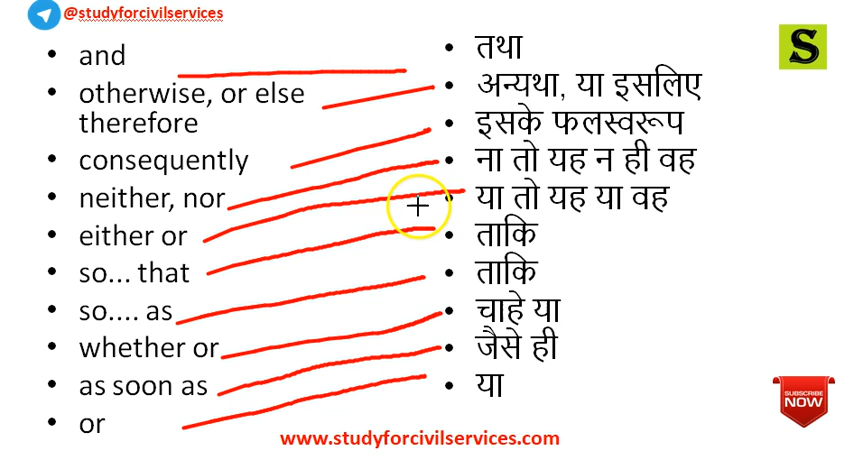 @studyforcivilservices
• and
• otherwise, or else
therefore
• consequently
• neither, nor
• either or
• so... that
• so.... as
• whether or
• as soon as
• or
• तथा
• अन्यथा, या इसलिए
• इसके फलस्वरूप
• ना तो यह न ही वह
• या तो यह या वह
• ताकि
• ताकि
• चाहे या
• जैसे ही
• या
S
SUBSCRIBE
NOW
www.studyforcivilservices.com